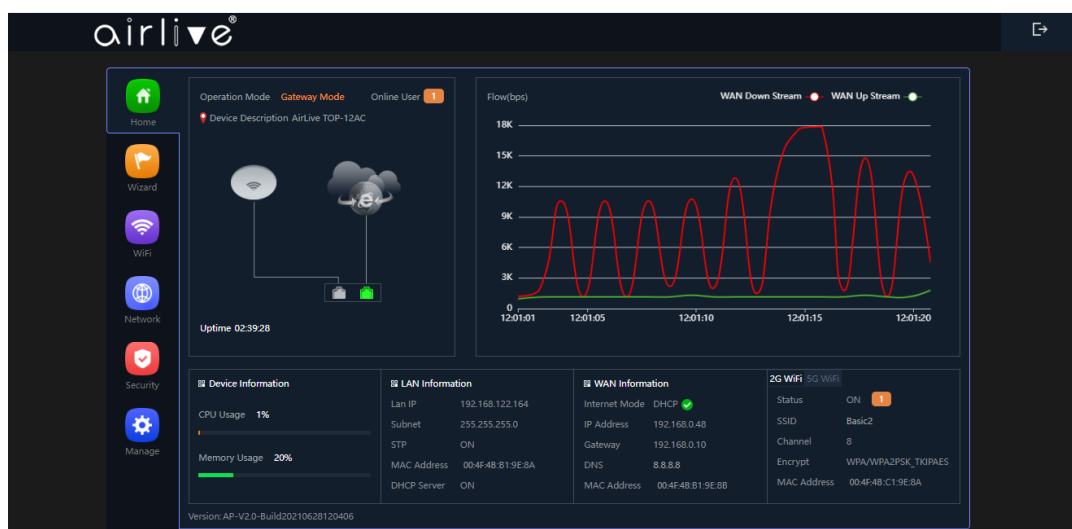 airlive®
Home
Wizard
WiFi
Network
Security
Manage
Operation Mode Gateway Mode Online User 1
Device Description AirLive TOP-12AC
Uptime 02:39:28
Flow(bps) WAN Down Stream WAN Up Stream
18K
15K
12K
9K
6K
3K
0
12:01:01 12:01:05 12:01:10 12:01:15 12:01:20
Device Information
CPU Usage 1%
Memory Usage 20%
LAN Information
Lan IP 192.168.122.164
Subnet 255.255.255.0
STP ON
MAC Address 00:4F:4B:B1:9E:8A
DHCP Server ON
WAN Information
Internet Mode DHCP
IP Address 192.168.0.48
Gateway 192.168.0.10
DNS 8.8.8.8
MAC Address 00:4F:4B:B1:9E:8B
2G WiFi 5G WiFi
Status ON 1
SSID Basic2
Channel 8
Encrypt WPA/WPA2PSK_TKIPAES
MAC Address 00:4F:4B:C1:9E:8A
Version: AP-V2.0-Build20210628120406